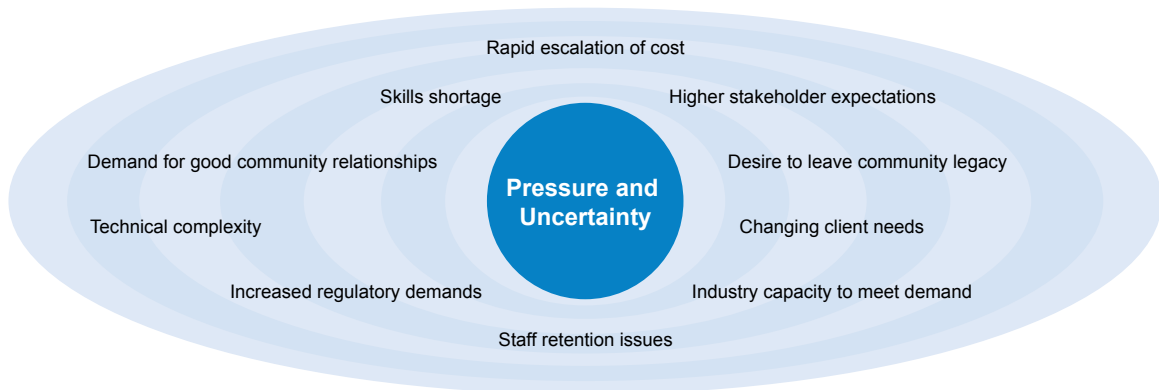 Rapid escalation of cost
Skills shortage
Higher stakeholder expectations
Demand for good community relationships
Desire to leave community legacy
Pressure and
Uncertainty
Technical complexity
Changing client needs
Increased regulatory demands
Industry capacity to meet demand
Staff retention issues